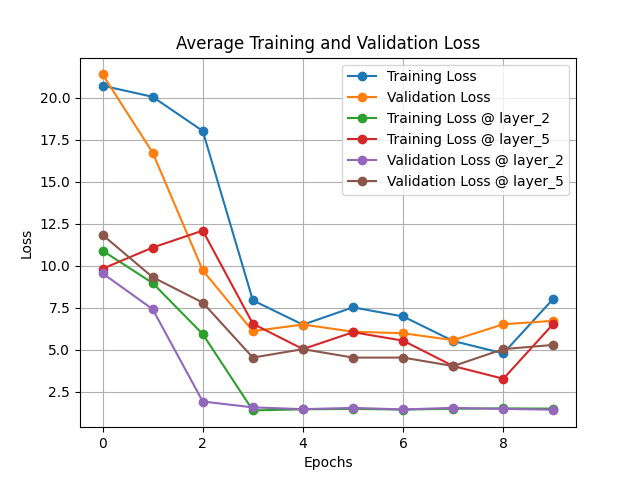 Average Training and Validation Loss
Training Loss
Validation Loss
Training Loss @ layer_2
Training Loss @ layer_5
Validation Loss @ layer_2
Validation Loss @ layer_5
Loss
20.0
17.5
15.0
12.5
10.0
7.5
5.0
2.5
0 2 4 6 8
Epochs